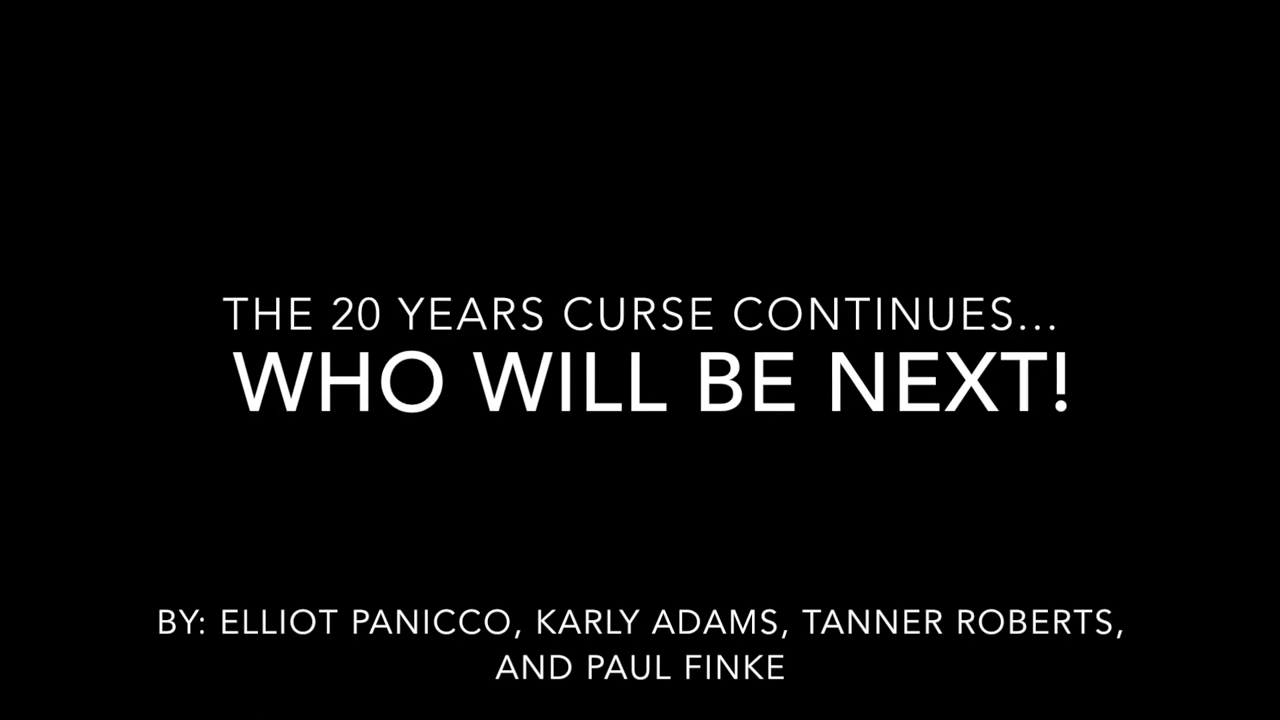 THE 20 YEARS CURSE CONTINUES...
WHO WILL BE NEXT!
BY: ELLIOT PANICCO, KARLY ADAMS, TANNER ROBERTS,
AND PAUL FINKE